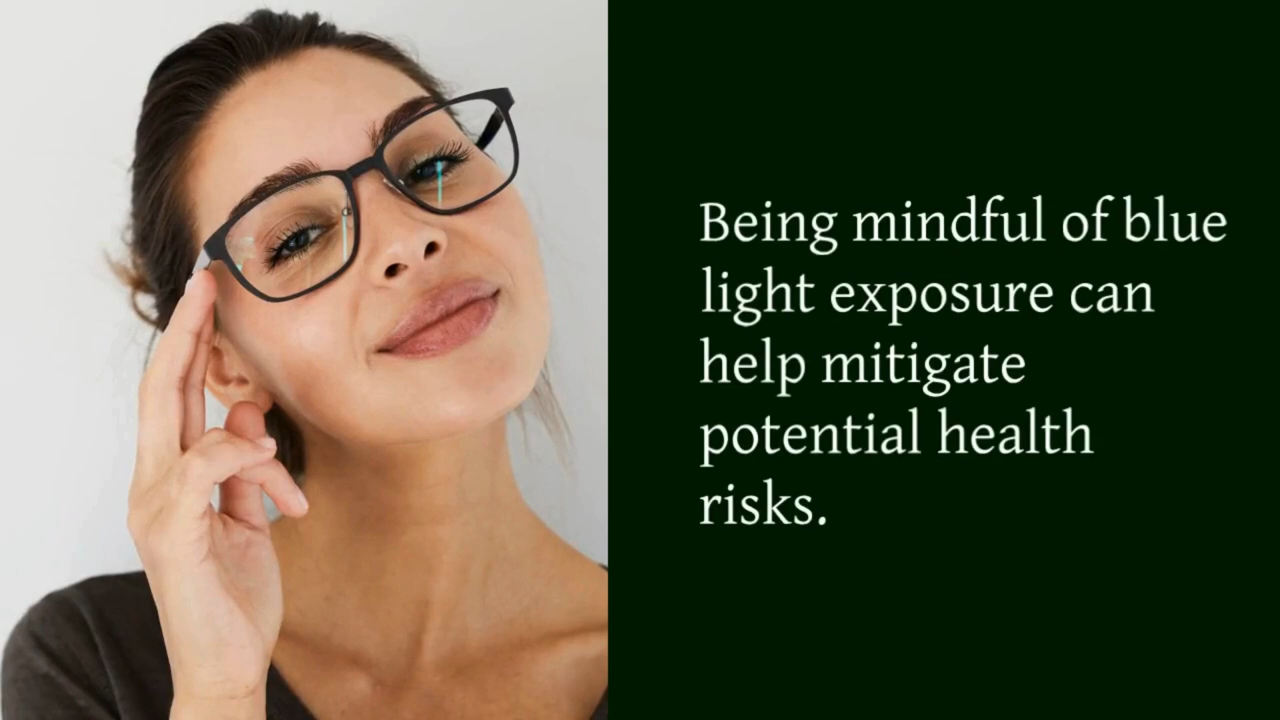 Being mindful of blue
light exposure can
help mitigate
potential health
risks.